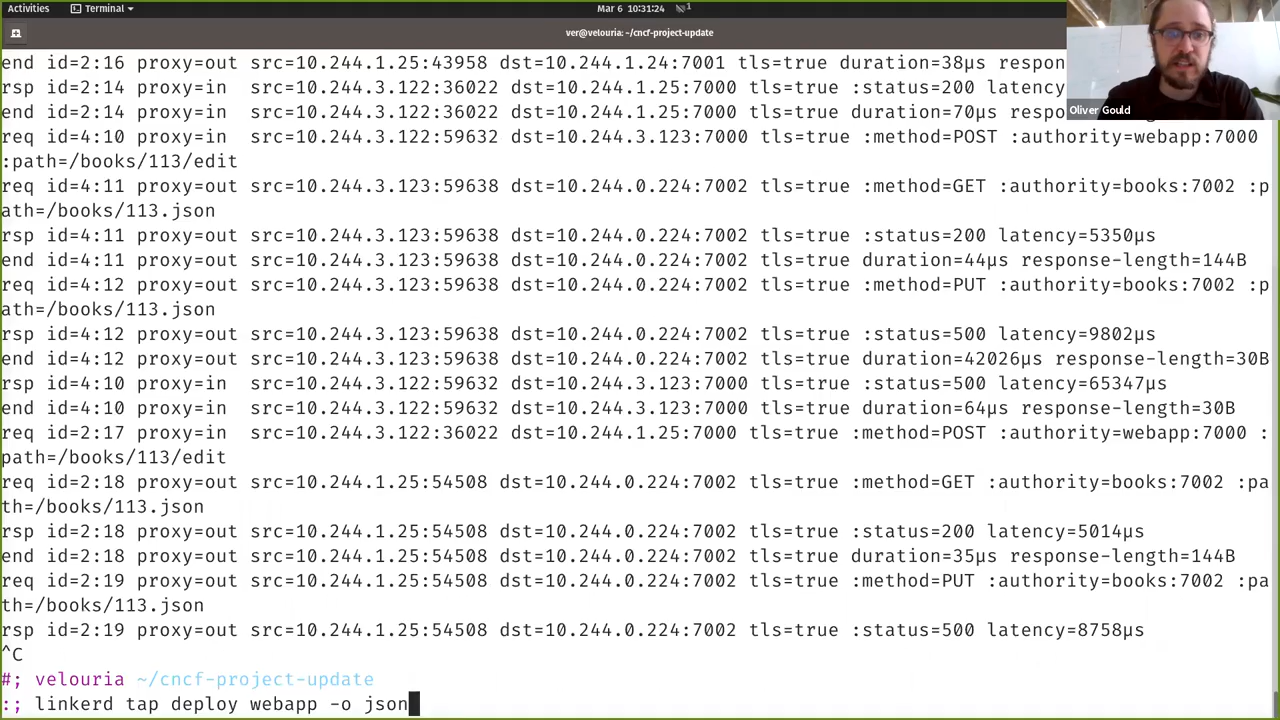 Activities Terminal Mar 6 10:31:24 1
ver@velouria: ~/cncf-project-update
Oliver Gould
end id=2:16 proxy=out src=10.244.1.25:43958 dst=10.244.1.24:7001 tls=true duration=38µs respon
rsp id=2:14 proxy=in src=10.244.3.122:36022 dst=10.244.1.25:7000 tls=true :status=200 latency=
end id=2:14 proxy=in src=10.244.3.122:36022 dst=10.244.1.25:7000 tls=true duration=70µs respo
req id=4:10 proxy=in src=10.244.3.122:59632 dst=10.244.3.123:7000 tls=true :method=POST :authority=webapp:7000
:path=/books/113/edit
req id=4:11 proxy=out src=10.244.3.123:59638 dst=10.244.0.224:7002 tls=true :method=GET :authority=books:7002 :p
ath=/books/113.json
rsp id=4:11 proxy=out src=10.244.3.123:59638 dst=10.244.0.224:7002 tls=true :status=200 latency=5350µs
end id=4:11 proxy=out src=10.244.3.123:59638 dst=10.244.0.224:7002 tls=true duration=44µs response-length=144B
req id=4:12 proxy=out src=10.244.3.123:59638 dst=10.244.0.224:7002 tls=true :method=PUT :authority=books:7002 :p
ath=/books/113.json
rsp id=4:12 proxy=out src=10.244.3.123:59638 dst=10.244.0.224:7002 tls=true :status=500 latency=9802µs
end id=4:12 proxy=out src=10.244.3.123:59638 dst=10.244.0.224:7002 tls=true duration=42026µs response-length=30B
rsp id=4:10 proxy=in src=10.244.3.122:59632 dst=10.244.3.123:7000 tls=true :status=500 latency=65347µs
end id=4:10 proxy=in src=10.244.3.122:59632 dst=10.244.3.123:7000 tls=true duration=64µs response-length=30B
req id=2:17 proxy=in src=10.244.3.122:36022 dst=10.244.1.25:7000 tls=true :method=POST :authority=webapp:7000 :
path=/books/113/edit
req id=2:18 proxy=out src=10.244.1.25:54508 dst=10.244.0.224:7002 tls=true :method=GET :authority=books:7002 :pa
th=/books/113.json
rsp id=2:18 proxy=out src=10.244.1.25:54508 dst=10.244.0.224:7002 tls=true :status=200 latency=5014µs
end id=2:18 proxy=out src=10.244.1.25:54508 dst=10.244.0.224:7002 tls=true duration=35µs response-length=144B
req id=2:19 proxy=out src=10.244.1.25:54508 dst=10.244.0.224:7002 tls=true :method=PUT :authority=books:7002 :pa
th=/books/113.json
rsp id=2:19 proxy=out src=10.244.1.25:54508 dst=10.244.0.224:7002 tls=true :status=500 latency=8758µs
^C
#; velouria ~/cncf-project-update
:; linkerd tap deploy webapp -o json